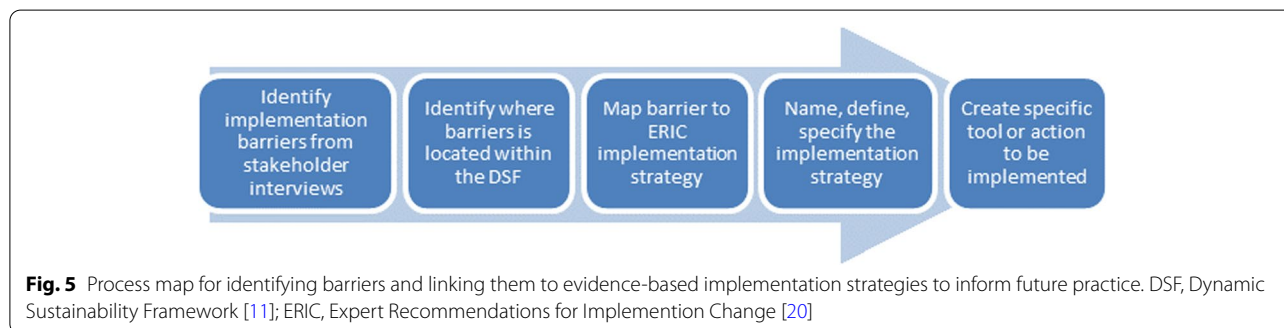 Identify
implementation
barriers from
stakeholder
interviews
Identify where
barriers is
located within
the DSF
Map barrier to
ERIC
implementation
strategy
Name, define,
specify the
implementation
strategy
Create specific
tool or action
to be
implemented
Fig. 5 Process map for identifying barriers and linking them to evidence-based implementation strategies to inform future practice. DSF, Dynamic
Sustainability Framework [11]; ERIC, Expert Recommendations for Implemention Change [20]